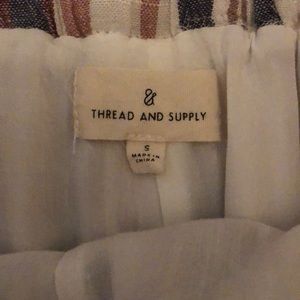 &
THREAD AND SUPPLY
S
MADE IN
CHINA